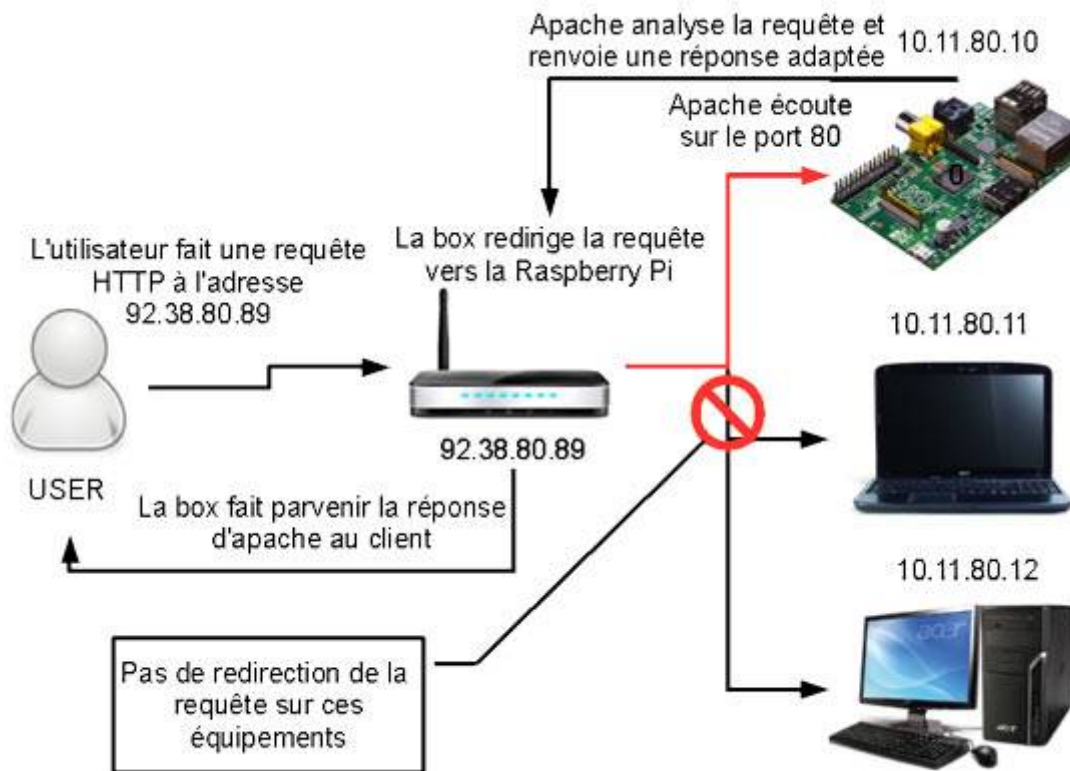 Apache analyse la requête et
renvoie une réponse adaptée
10.11.80.10
Apache écoute
sur le port 80
0
L'utilisateur fait une requête
HTTP à l'adresse
92.38.80.89
La box redirige la requête
vers la Raspberry Pi
10.11.80.11
92.38.80.89
USER
La box fait parvenir la réponse
d'apache au client
10.11.80.12
acer
Pas de redirection de la
requête sur ces
équipements